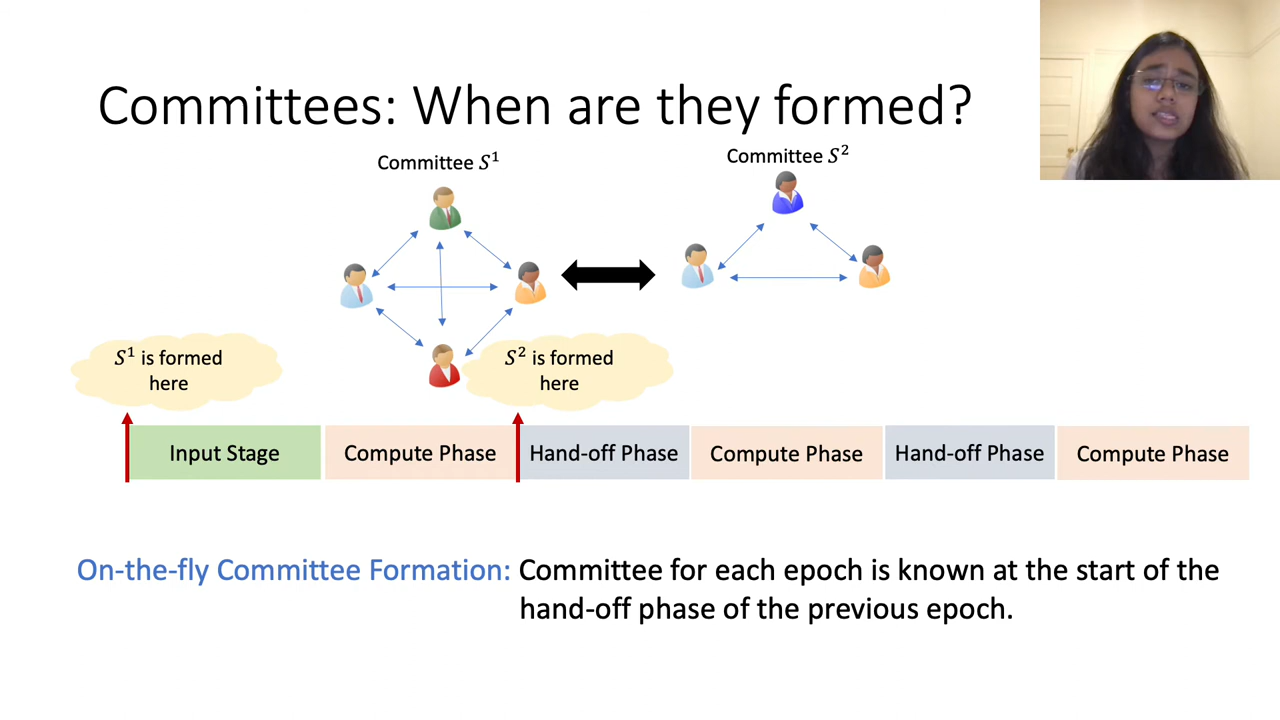 Committees: When are they formed?
Committee S¹
Committee S²
S¹ is formed
here
S² is formed
here
Input Stage
Compute Phase
Hand-off Phase
Compute Phase
Hand-off Phase
Compute Phase
On-the-fly Committee Formation: Committee for each epoch is known at the start of the
hand-off phase of the previous epoch.